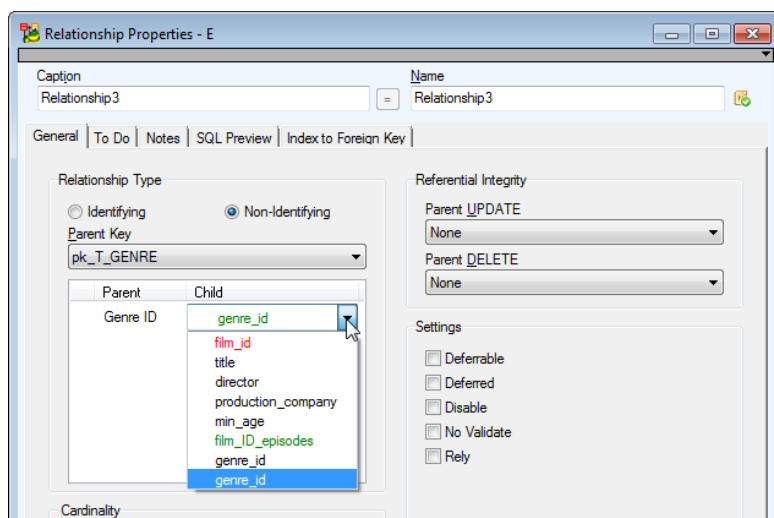 Relationship Properties - E
Caption
Name
Relationship3
=
Relationship3
General
To Do
Notes
SQL Preview
Index to Foreign Key
Relationship Type
Identifying
Non-Identifying
Parent Key
pk_T_GENRE
Parent
Child
Genre ID
genre_id
film_id
title
director
production_company
min_age
film_ID_episodes
genre_id
genre_id
Cardinality
Referential Integrity
Parent UPDATE
None
Parent DELETE
None
Settings
Deferrable
Deferred
Disable
No Validate
Rely